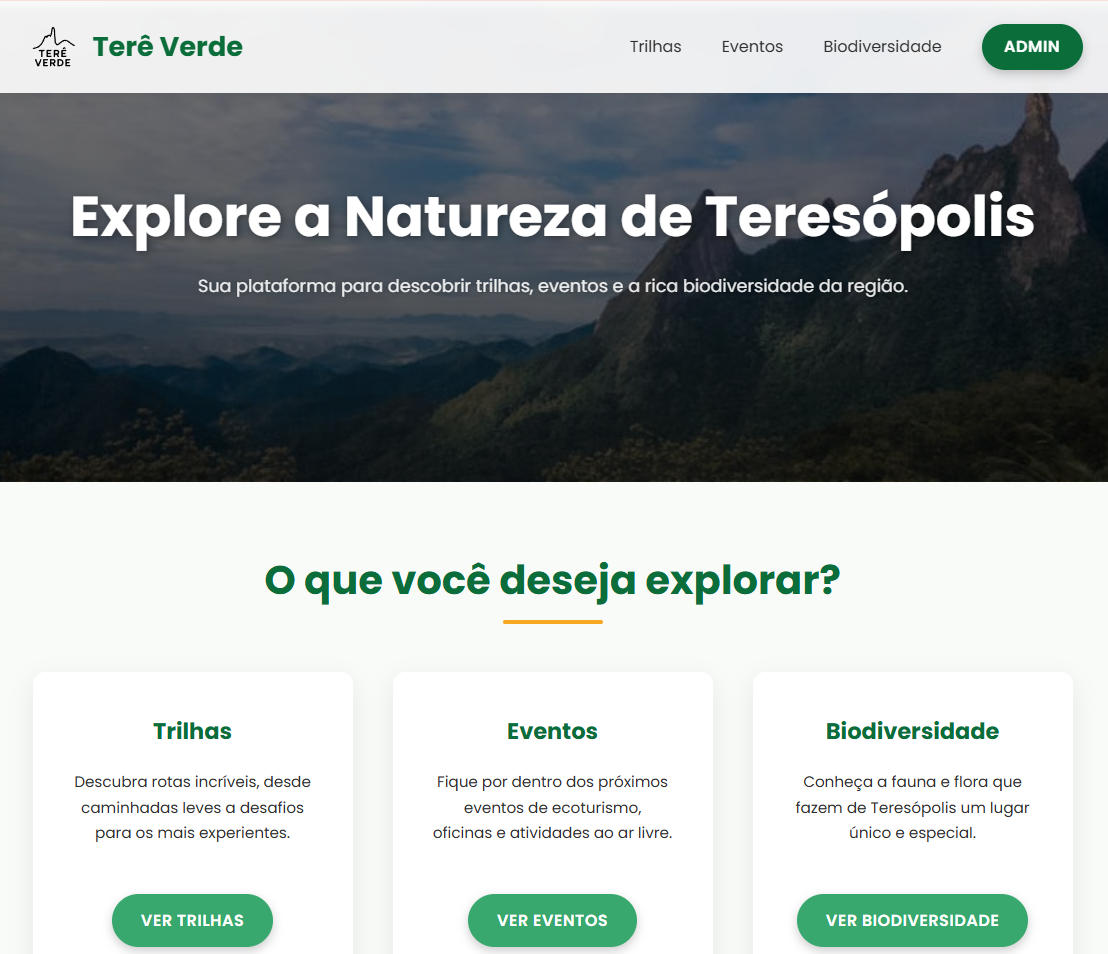 TERÊ
VERDE
Terê Verde
Trilhas
Eventos
Biodiversidade
ADMIN
Explore a Natureza de Teresópolis
Sua plataforma para descobrir trilhas, eventos e a rica biodiversidade da região.
O que você deseja explorar?
Trilhas
Descubra rotas incríveis, desde
caminhadas leves a desafios
para os mais experientes.
VER TRILHAS
Eventos
Fique por dentro dos próximos
eventos de ecoturismo,
oficinas e atividades ao ar livre.
VER EVENTOS
Biodiversidade
Conheça a fauna e flora que
fazem de Teresópolis um lugar
único e especial.
VER BIODIVERSIDADE